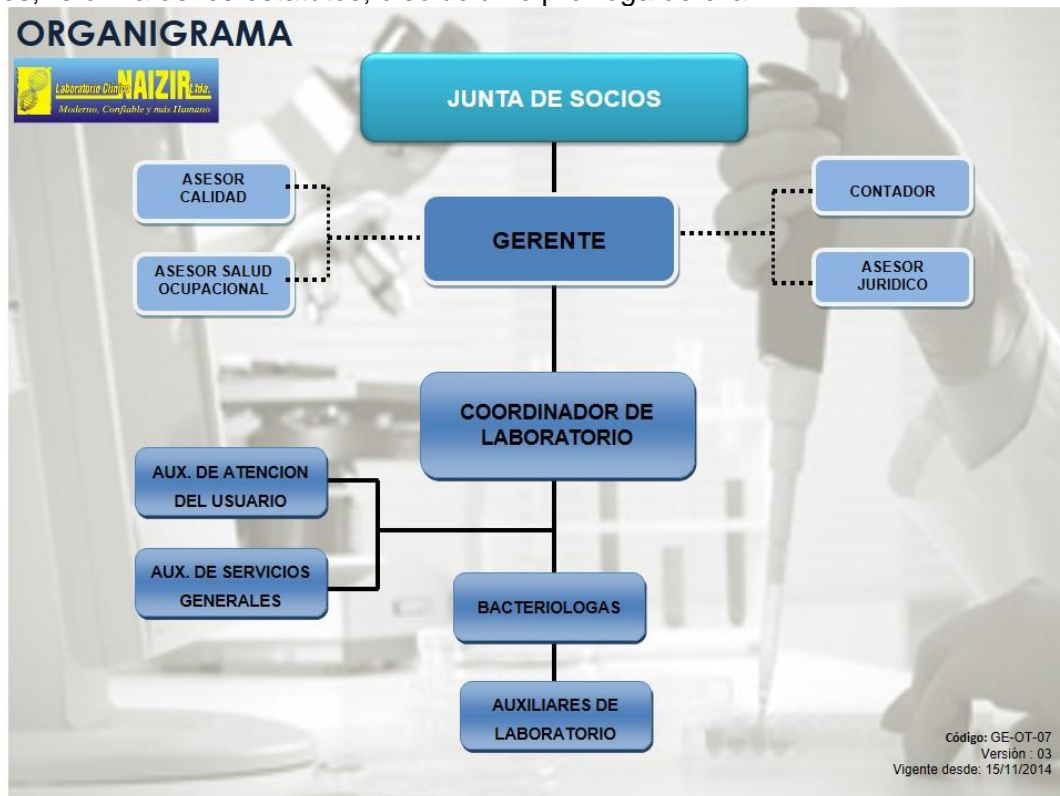 ORGANIGRAMA
Laboratorio Clínico NAIZIR Ltda.
Moderno, Confiable y más Humano
JUNTA DE SOCIOS
ASESOR
CALIDAD
CONTADOR
GERENTE
ASESOR SALUD
OCUPACIONAL
ASESOR
JURIDICO
COORDINADOR DE
LABORATORIO
AUX. DE ATENCION
DEL USUARIO
AUX. DE SERVICIOS
GENERALES
BACTERIOLOGAS
AUXILIARES DE
LABORATORIO
Código: GE-OT-07
Versión : 03
Vigente desde: 15/11/2014